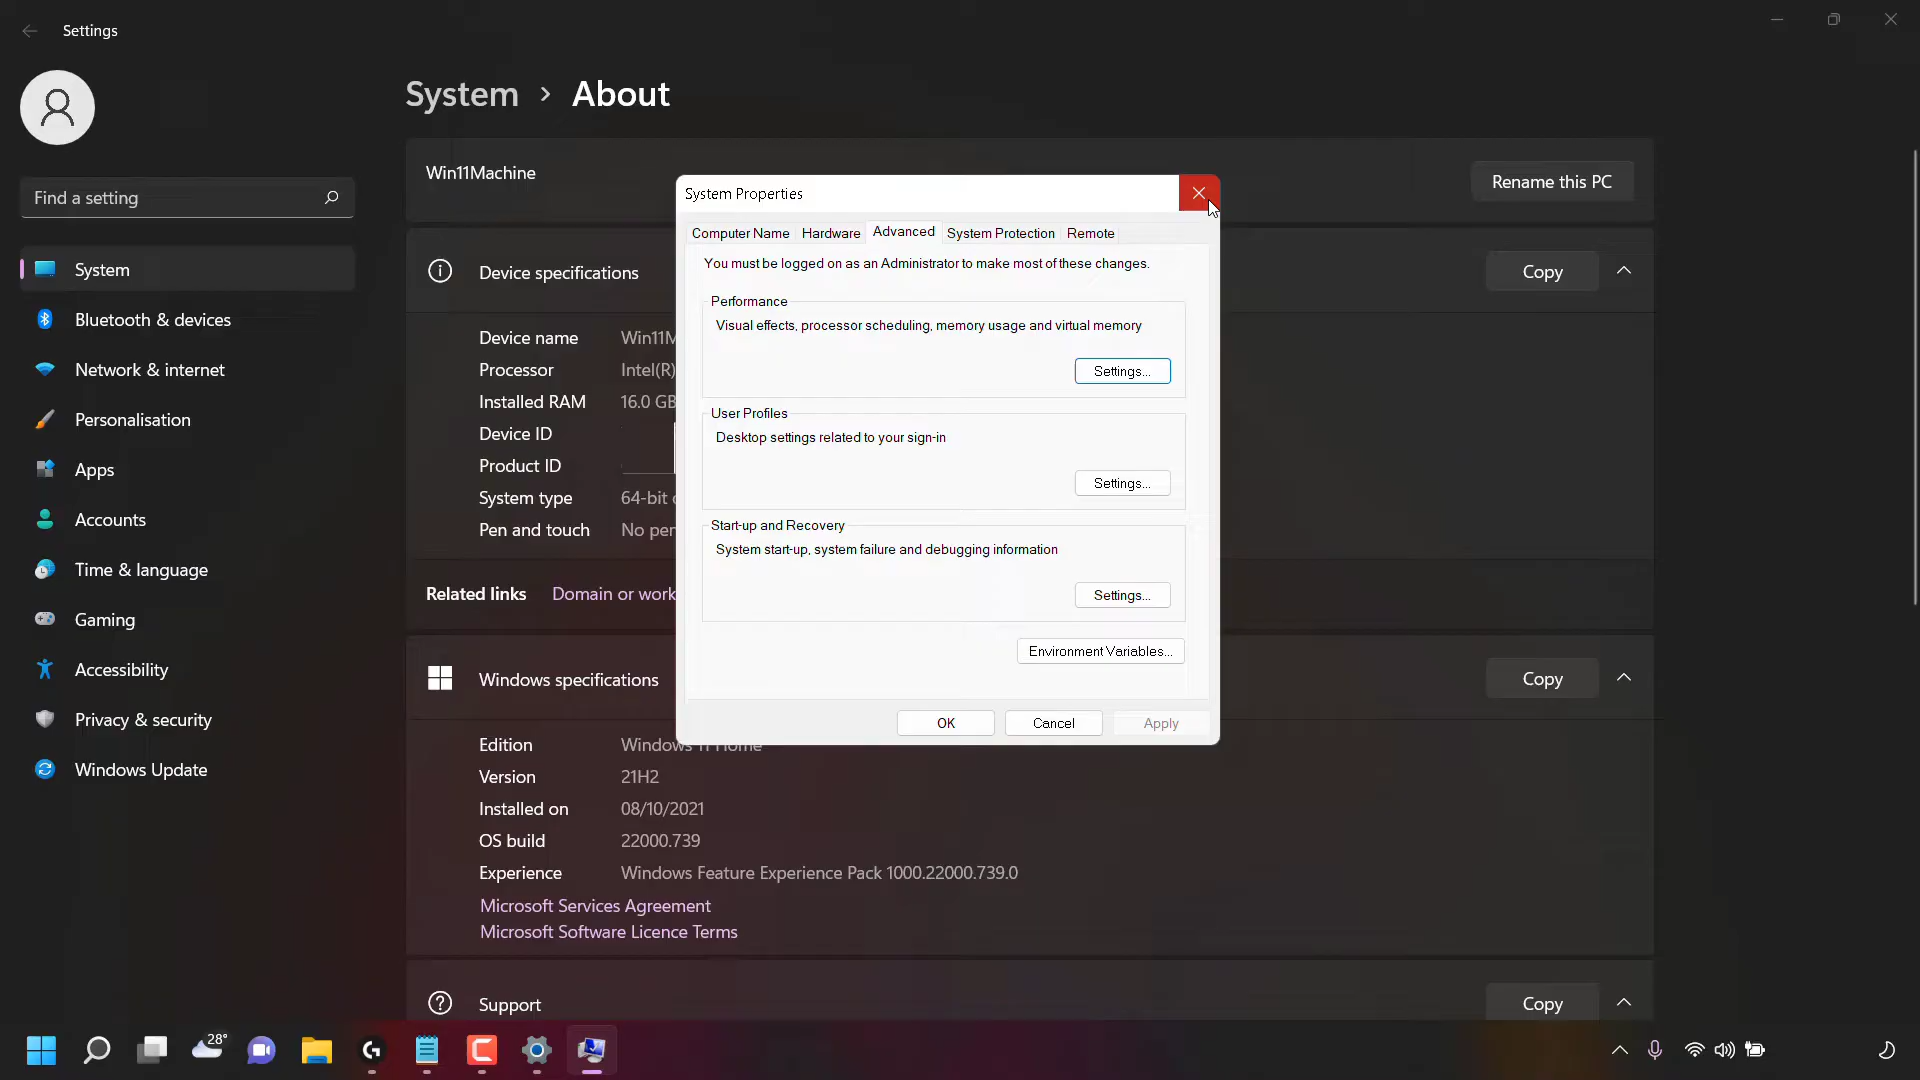 Settings
System > About
Win11Machine
Rename this PC
Find a setting
System
Bluetooth & devices
Network & internet
Personalisation
Apps
Accounts
Time & language
Gaming
Accessibility
Privacy & security
Windows Update
Device specifications
Copy
Device name
Processor Intel(R)
Installed RAM 16.0 GB
Device ID
Product ID
System type 64-bit
Pen and touch No pen
Related links Domain or work
System Properties
Computer Name Hardware Advanced System Protection Remote
You must be logged on as an Administrator to make most of these changes.
Performance
Visual effects, processor scheduling, memory usage and virtual memory
Settings...
User Profiles
Desktop settings related to your sign-in
Settings...
Start-up and Recovery
System start-up, system failure and debugging information
Settings...
Environment Variables...
OK Cancel Apply
Windows specifications
Copy
Edition Windows 11 Home
Version 21H2
Installed on 08/10/2021
OS build 22000.739
Experience Windows Feature Experience Pack 1000.22000.739.0
Microsoft Services Agreement
Microsoft Software Licence Terms
Support
Copy
28°